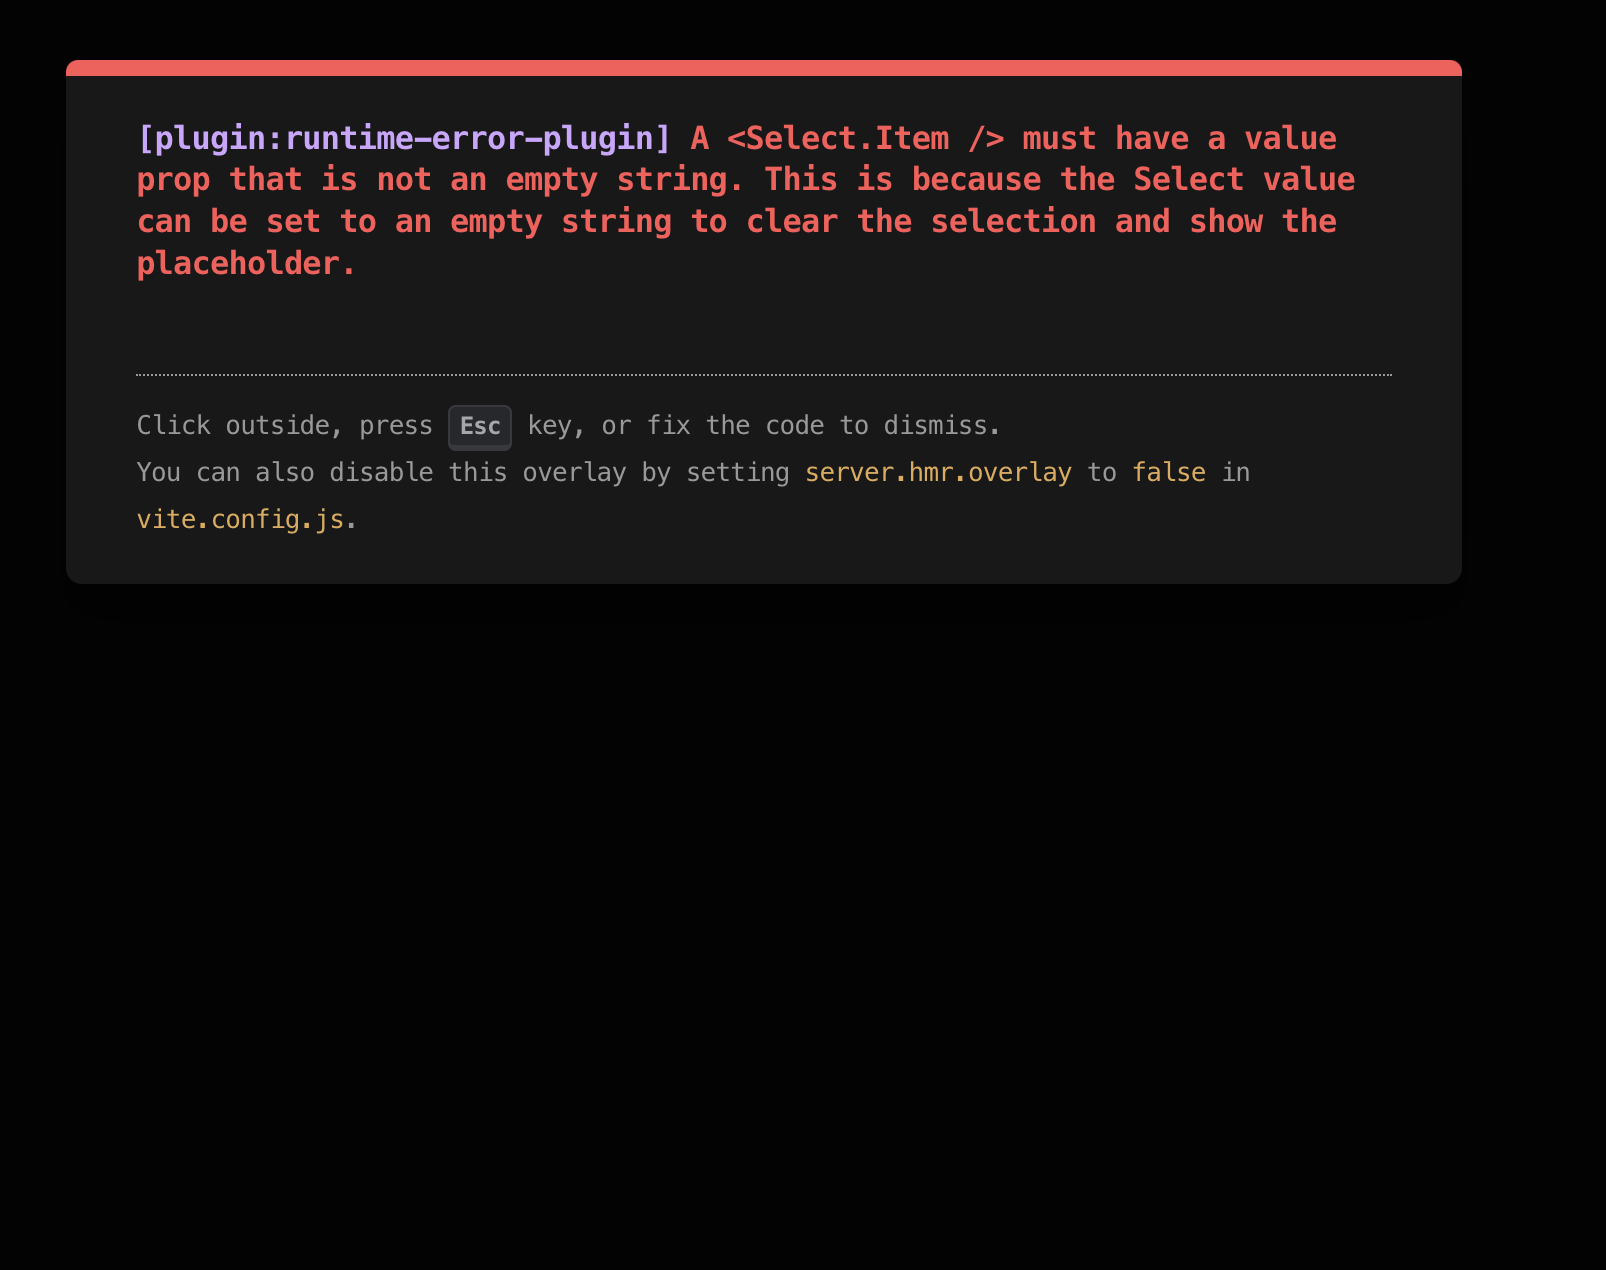 [plugin:runtime-error-plugin] A <Select.Item /> must have a value
prop that is not an empty string. This is because the Select value
can be set to an empty string to clear the selection and show the
placeholder.
Click outside, press Esc key, or fix the code to dismiss.
You can also disable this overlay by setting server.hmr.overlay to false in
vite.config.js.